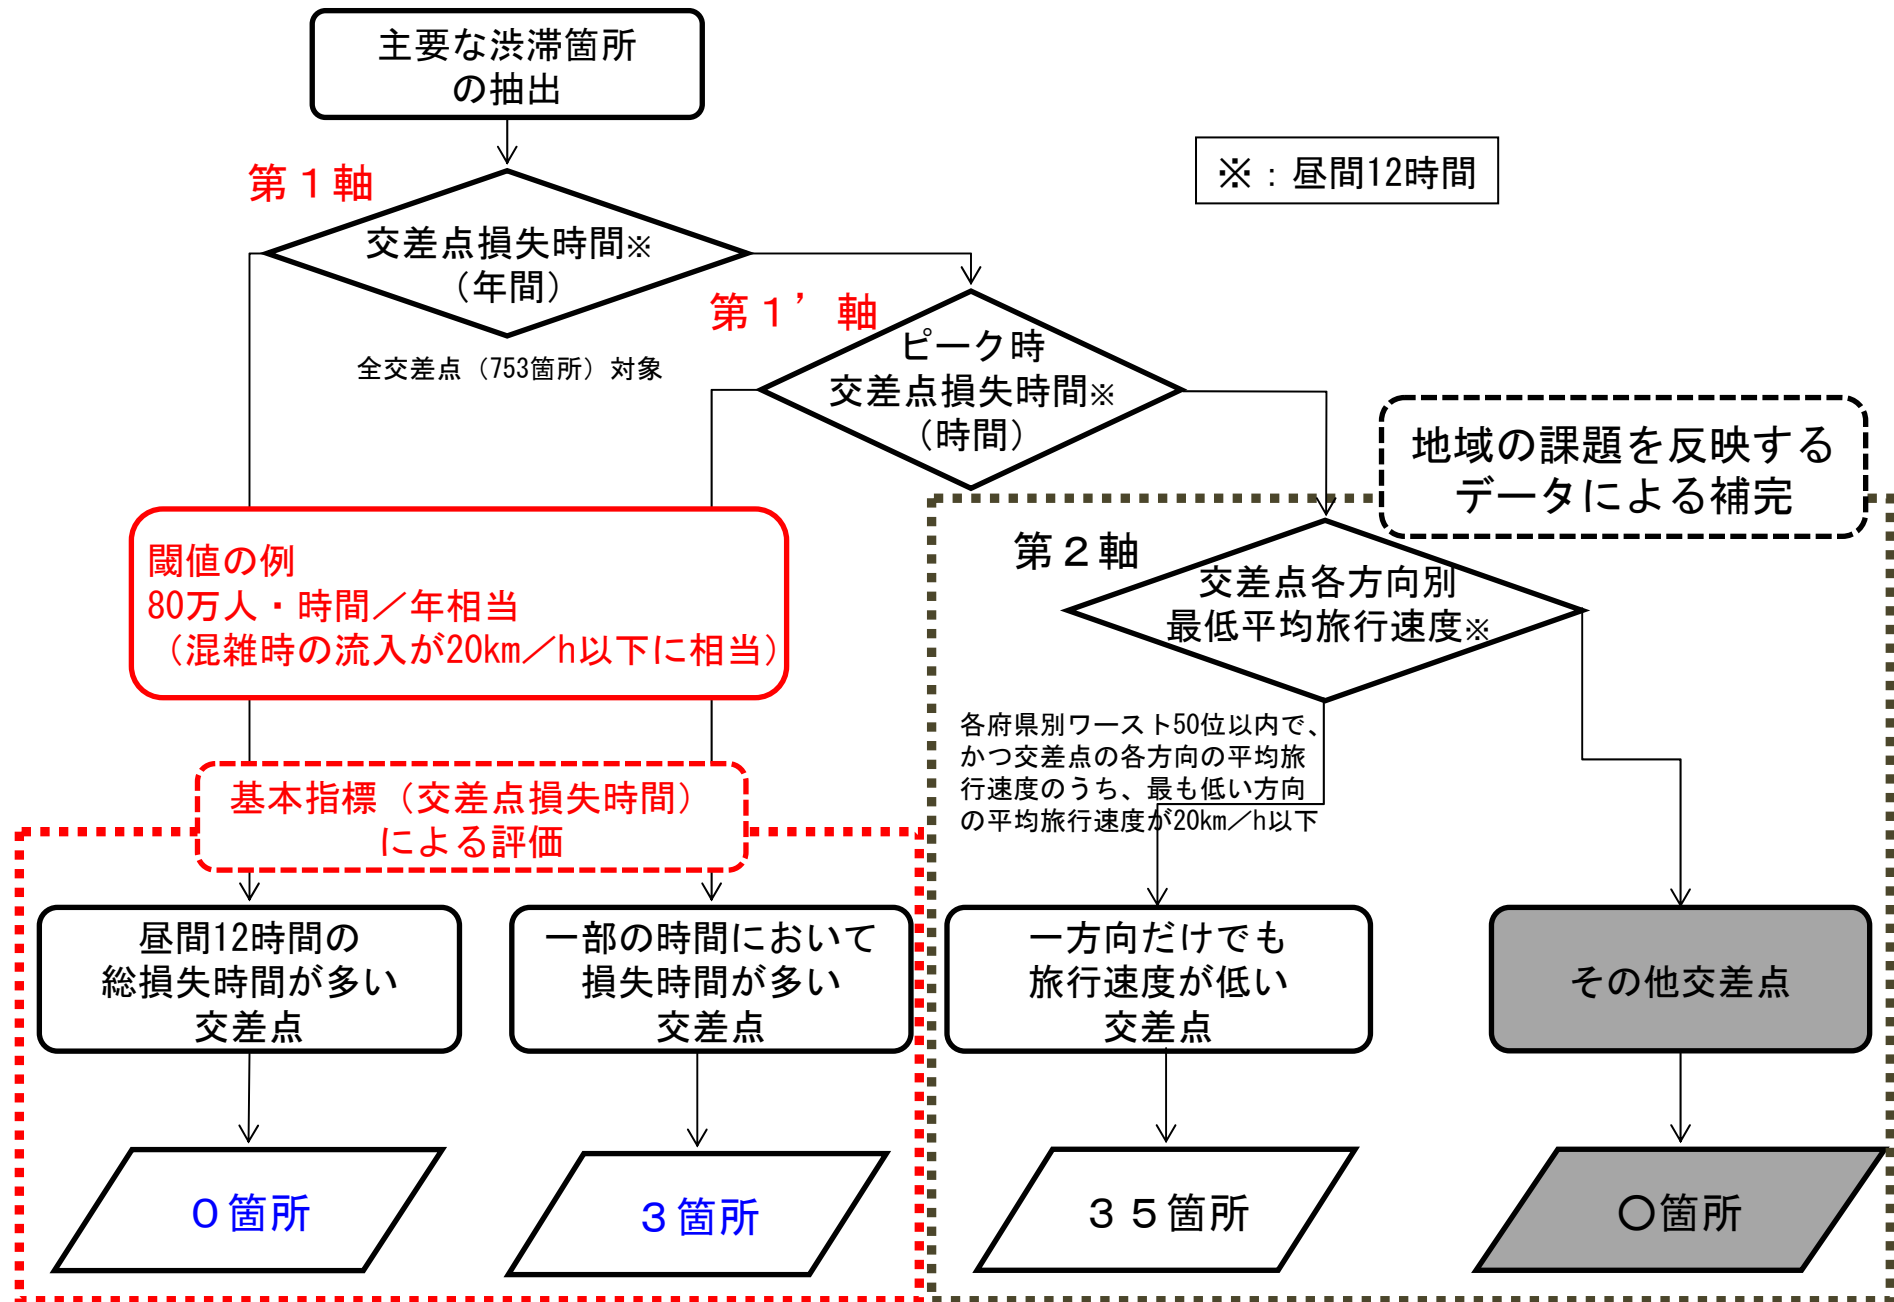 主要な渋滞箇所
の抽出
※：昼間12時間
第１軸
交差点損失時間※
（年間）
全交差点（753箇所）対象
第１’軸
ピーク時
交差点損失時間※
（時間）
地域の課題を反映する
データによる補完
閾値の例
80万人・時間／年相当
（混雑時の流入が20km／h以下に相当）
第２軸
交差点各方向別
最低平均旅行速度※
各府県別ワースト50位以内で、
かつ交差点の各方向の平均旅
行速度のうち、最も低い方向
の平均旅行速度が20km／h以下
基本指標（交差点損失時間）
による評価
昼間12時間の
総損失時間が多い
交差点
一部の時間において
損失時間が多い
交差点
一方向だけでも
旅行速度が低い
交差点
その他交差点
０箇所
３箇所
３５箇所
〇箇所